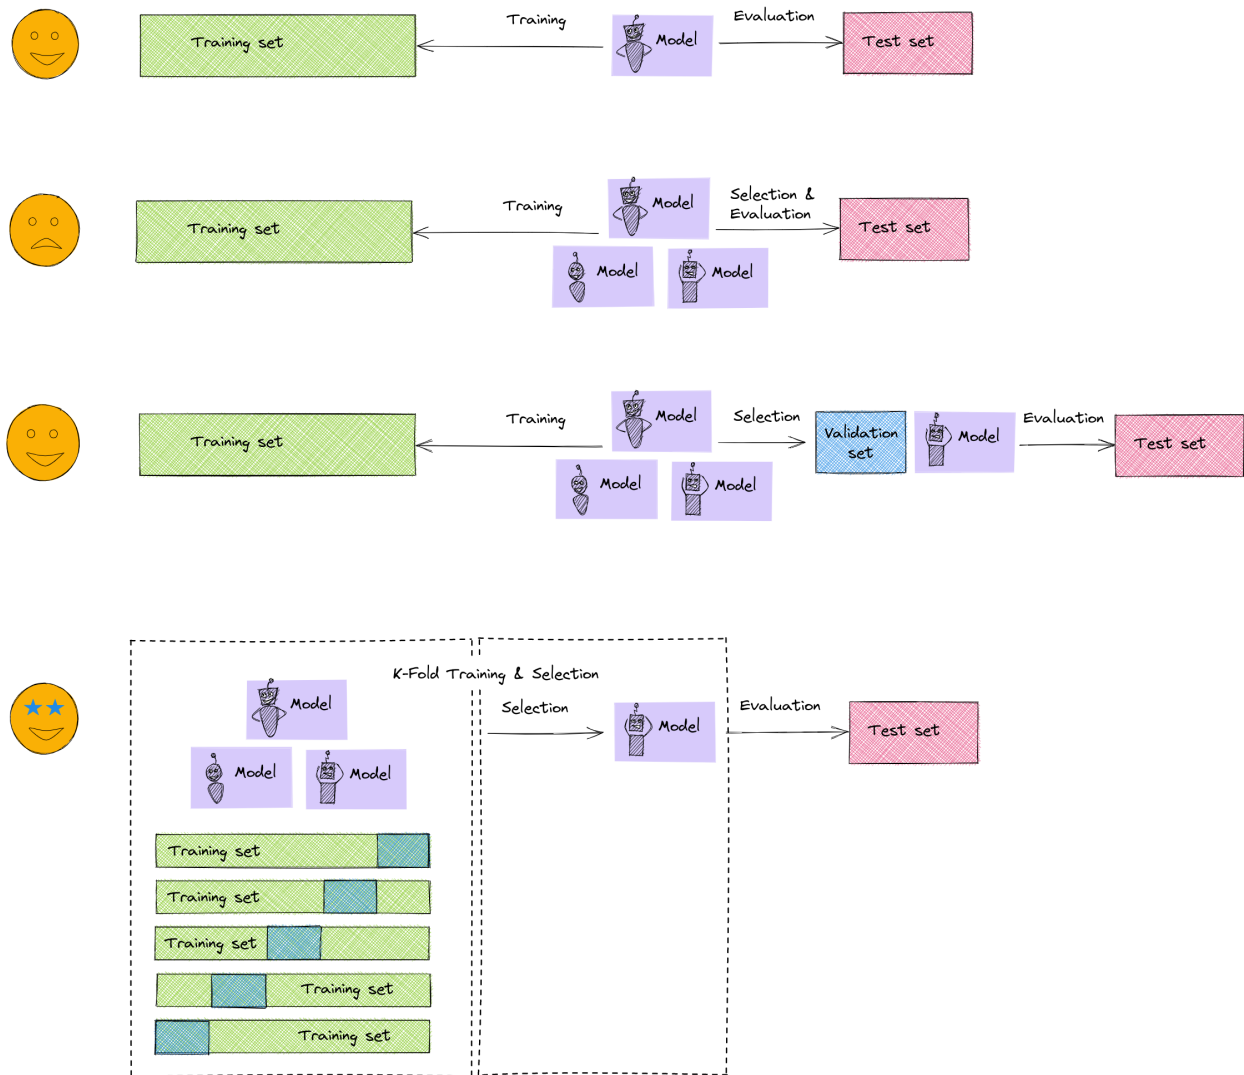 Training set
Training
Model
Evaluation
Test set
Training set
Training
Model
Selection &
Evaluation
Test set
Model
Model
Training set
Training
Model
Selection
Validation
set
Model
Evaluation
Test set
Model
Model
K-Fold Training & Selection
Model
Selection
Model
Evaluation
Test set
Model
Model
Training set
Training set
Training set
Training set
Training set